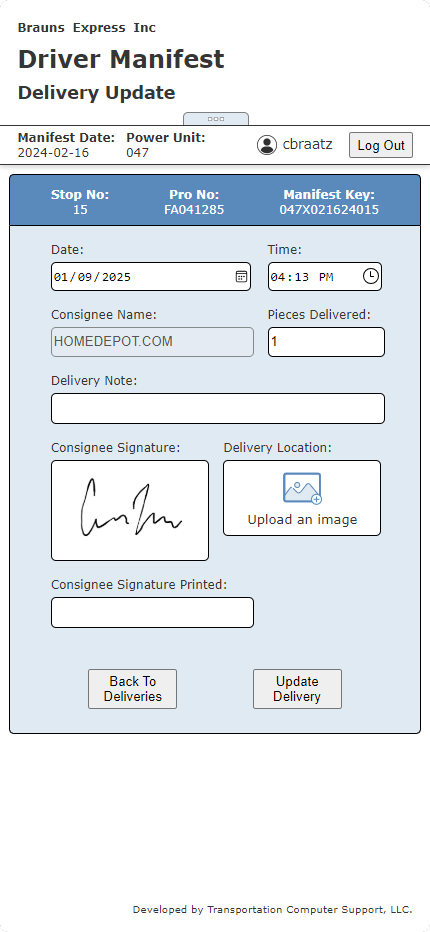 Brauns Express Inc
Driver Manifest
Delivery Update
Manifest Date: Power Unit:
2024-02-16 047
cbraatz
Log Out
Stop No: Pro No: Manifest Key:
15 FA041285 047X021624015
Date: Time:
01/09/2025 04:13 PM
Consignee Name: Pieces Delivered:
HOMEDEPOT.COM 1
Delivery Note:
Consignee Signature: Delivery Location:
Upload an image
Consignee Signature Printed:
Back To
Deliveries
Update
Delivery
Developed by Transportation Computer Support, LLC.